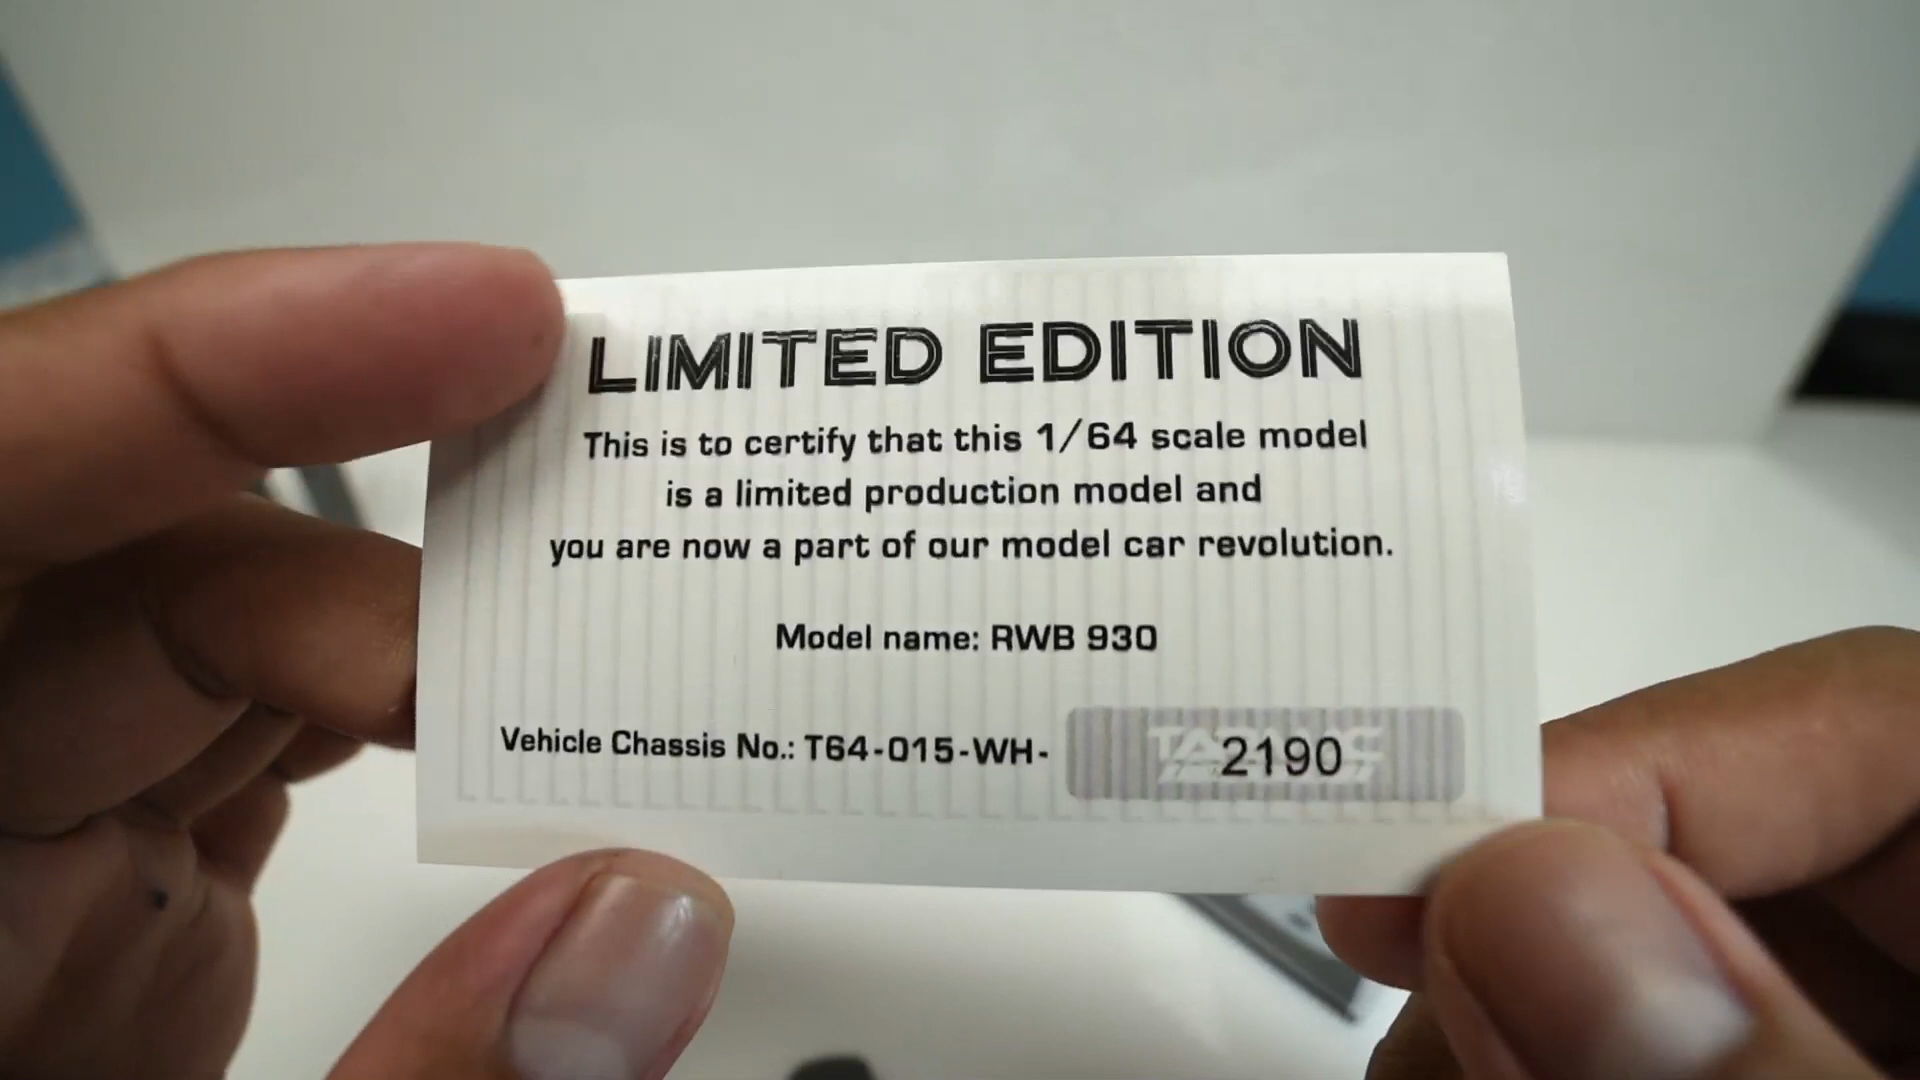 LIMITED EDITION
This is to certify that this 1/64 scale model
is a limited production model and
you are now a part of our model car revolution.
Model name: RWB 930
Vehicle Chassis No.: T64-015-WH- 2190